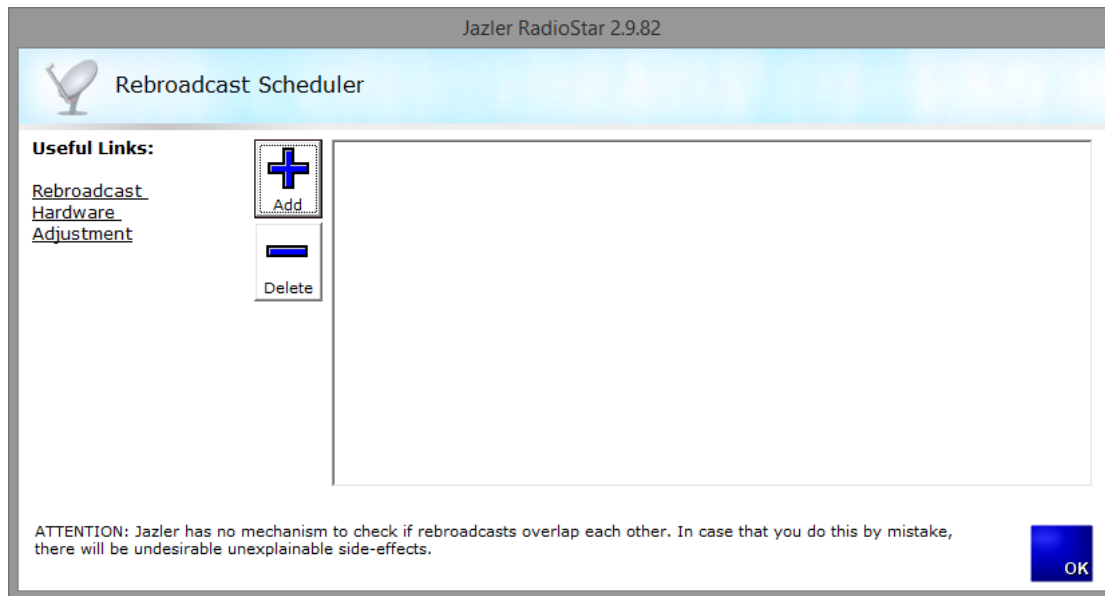 Jazler RadioStar 2.9.82
Rebroadcast Scheduler
Useful Links:
Rebroadcast
Hardware
Adjustment
Add
Delete
ATTENTION: Jazler has no mechanism to check if rebroadcasts overlap each other. In case that you do this by mistake,
there will be undesirable unexplainable side-effects.
OK